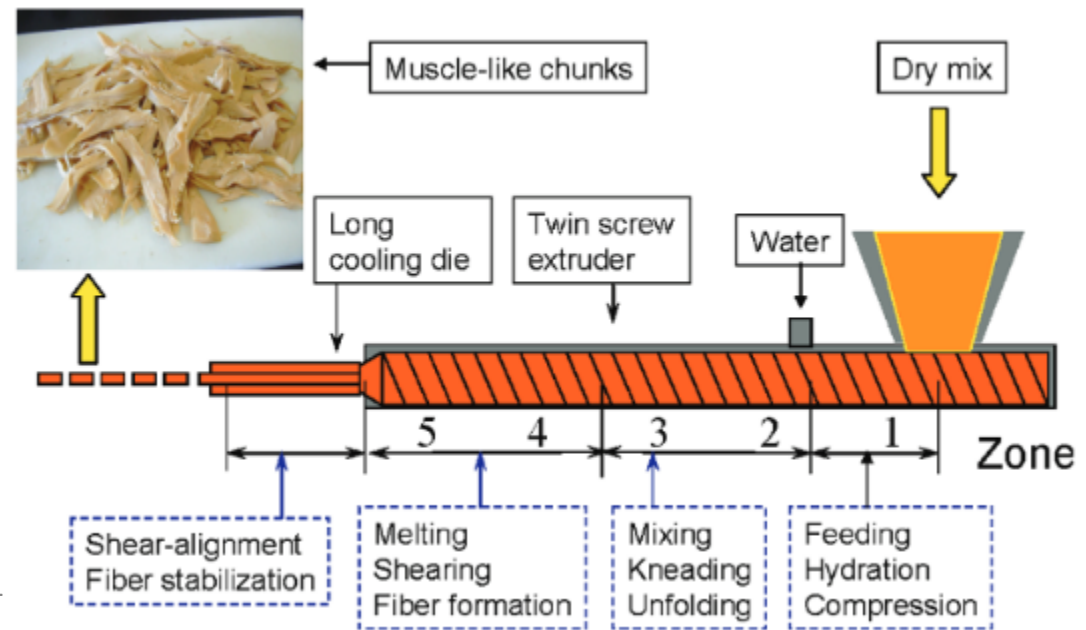 Muscle-like chunks
Dry mix
Long
cooling die
Twin screw
extruder
Water
5 4 3 2 1
Zone
Shear-alignment
Fiber stabilization
Melting
Shearing
Fiber formation
Mixing
Kneading
Unfolding
Feeding
Hydration
Compression